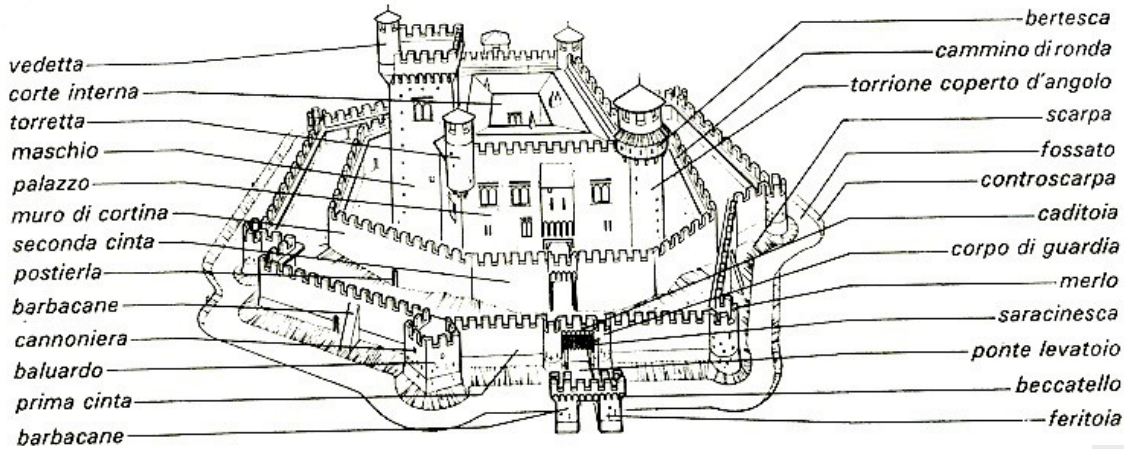 vedetta
corte interna
torretta
maschio
palazzo
muro di cortina
seconda cinta
postierla
barbacane
cannoniera
baluardo
prima cinta
barbacane
bertesca
cammino di ronda
torrione coperto d'angolo
scarpa
fossato
controscarpa
caditoia
corpo di guardia
merlo
saracinesca
ponte levatoio
beccatello
feritoia